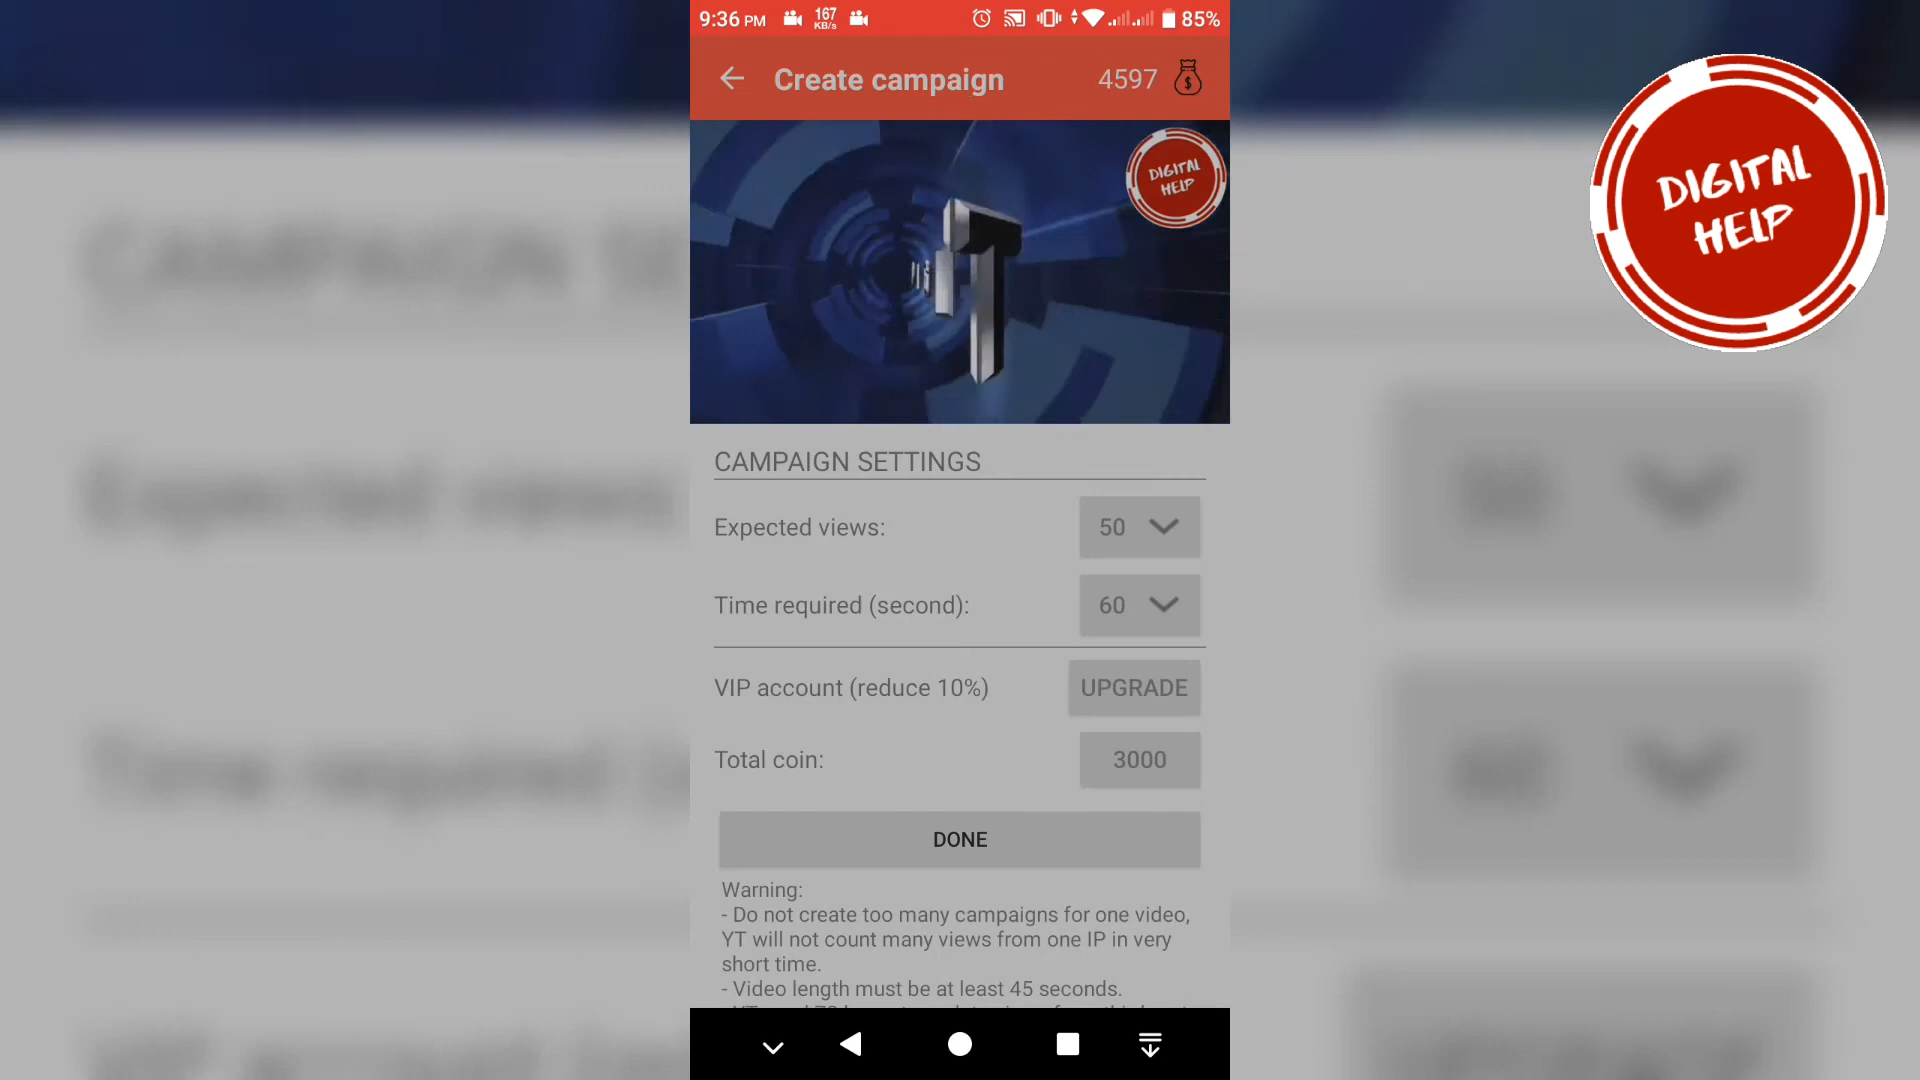 9:36 PM 167 KB/s 85%
Create campaign 4597
DIGITAL
HELP
T
DIGITAL
HELP
CAMPAIGN SETTINGS
Expected views: 50
Time required (second): 60
VIP account (reduce 10%) UPGRADE
Total coin: 3000
DONE
Warning:
- Do not create too many campaigns for one video,
YT will not count many views from one IP in very
short time.
- Video length must be at least 45 seconds.